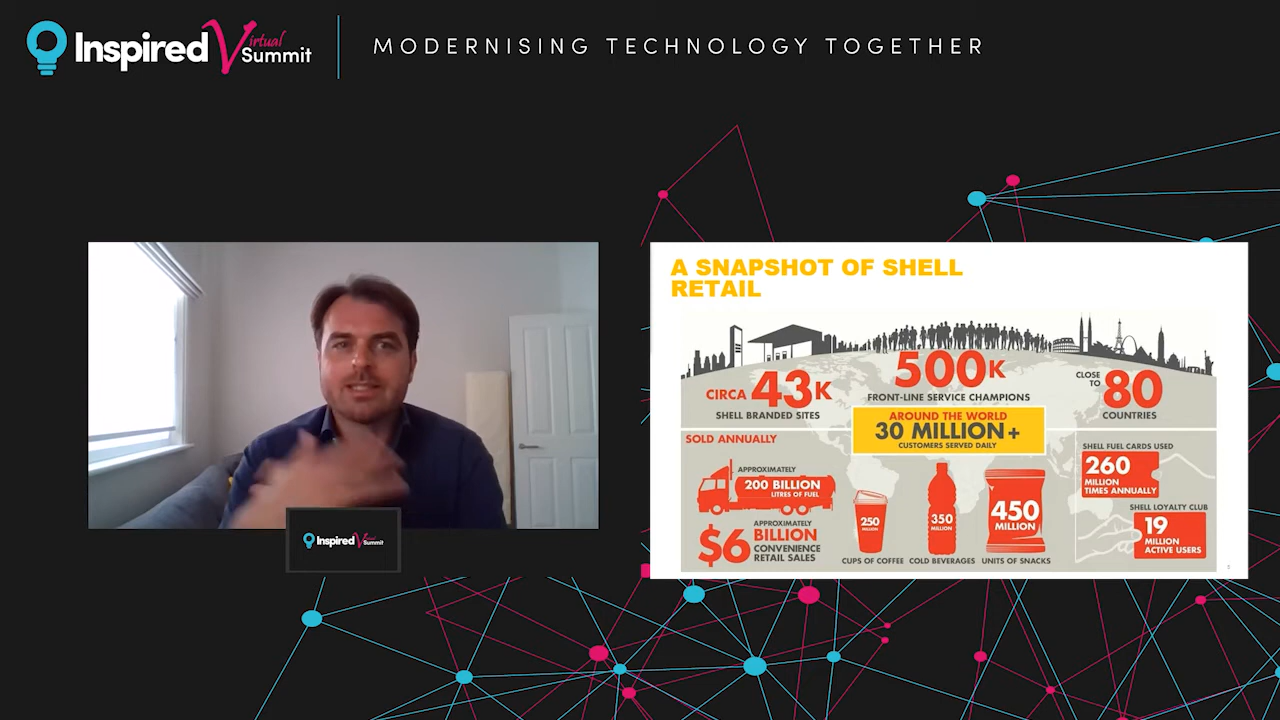 Inspired Virtual Summit
MODERNISING TECHNOLOGY TOGETHER
A SNAPSHOT OF SHELL
RETAIL
CIRCA 43K
SHELL BRANDED SITES
500K
FRONT-LINE SERVICE CHAMPIONS
CLOSE
TO 80
COUNTRIES
AROUND THE WORLD
30 MILLION+
CUSTOMERS SERVED DAILY
SOLD ANNUALLY
APPROXIMATELY
200 BILLION
LITRES OF FUEL
$6
APPROXIMATELY
BILLION
CONVENIENCE
RETAIL SALES
250
MILLION
CUPS OF COFFEE
350
MILLION
COLD BEVERAGES
450
MILLION
UNITS OF SNACKS
SHELL FUEL CARDS USED
260
MILLION
TIMES ANNUALLY
SHELL LOYALTY CLUB
19
MILLION
ACTIVE USERS
Inspired Virtual Summit